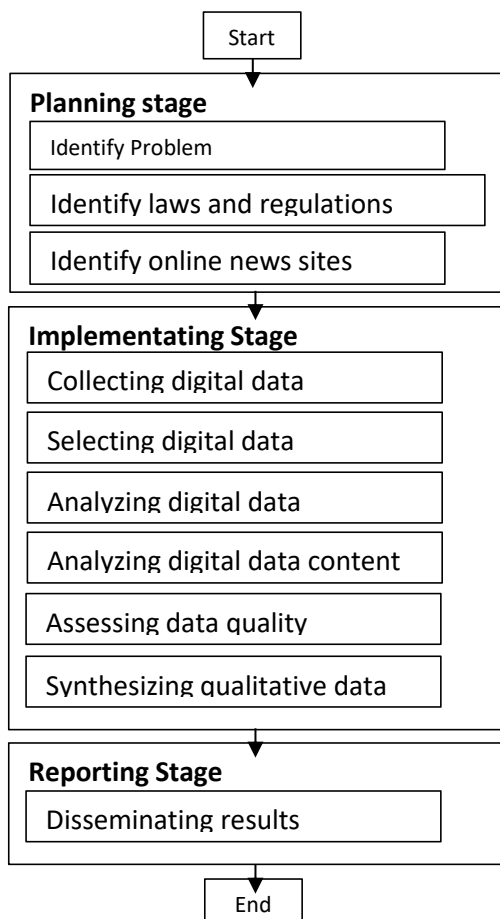 Start
Planning stage
Identify Problem
Identify laws and regulations
Identify online news sites
Implementating Stage
Collecting digital data
Selecting digital data
Analyzing digital data
Analyzing digital data content
Assessing data quality
Synthesizing qualitative data
Reporting Stage
Disseminating results
End